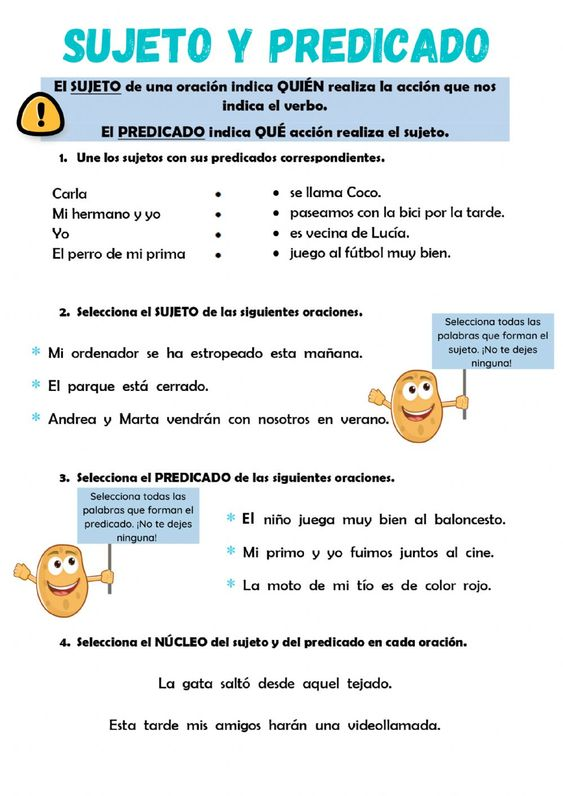 SUJETO Y PREDICADO
El SUJETO de una oración indica QUIÉN realiza la acción que nos
indica el verbo.
El PREDICADO indica QUÉ acción realiza el sujeto.
1. Une los sujetos con sus predicados correspondientes.
Carla • • se llama Coco.
Mi hermano y yo • • paseamos con la bici por la tarde.
Yo • • es vecina de Lucía.
El perro de mi prima • • juego al fútbol muy bien.
2. Selecciona el SUJETO de las siguientes oraciones.
Selecciona todas las
palabras que forman el
sujeto. ¡No te dejes
ninguna!
* Mi ordenador se ha estropeado esta mañana.
* El parque está cerrado.
* Andrea y Marta vendrán con nosotros en verano.
3. Selecciona el PREDICADO de las siguientes oraciones.
Selecciona todas las
palabras que forman el
predicado. ¡No te dejes
ninguna!
* El niño juega muy bien al baloncesto.
* Mi primo y yo fuimos juntos al cine.
* La moto de mi tío es de color rojo.
4. Selecciona el NÚCLEO del sujeto y del predicado en cada oración.
La gata saltó desde aquel tejado.
Esta tarde mis amigos harán una videollamada.